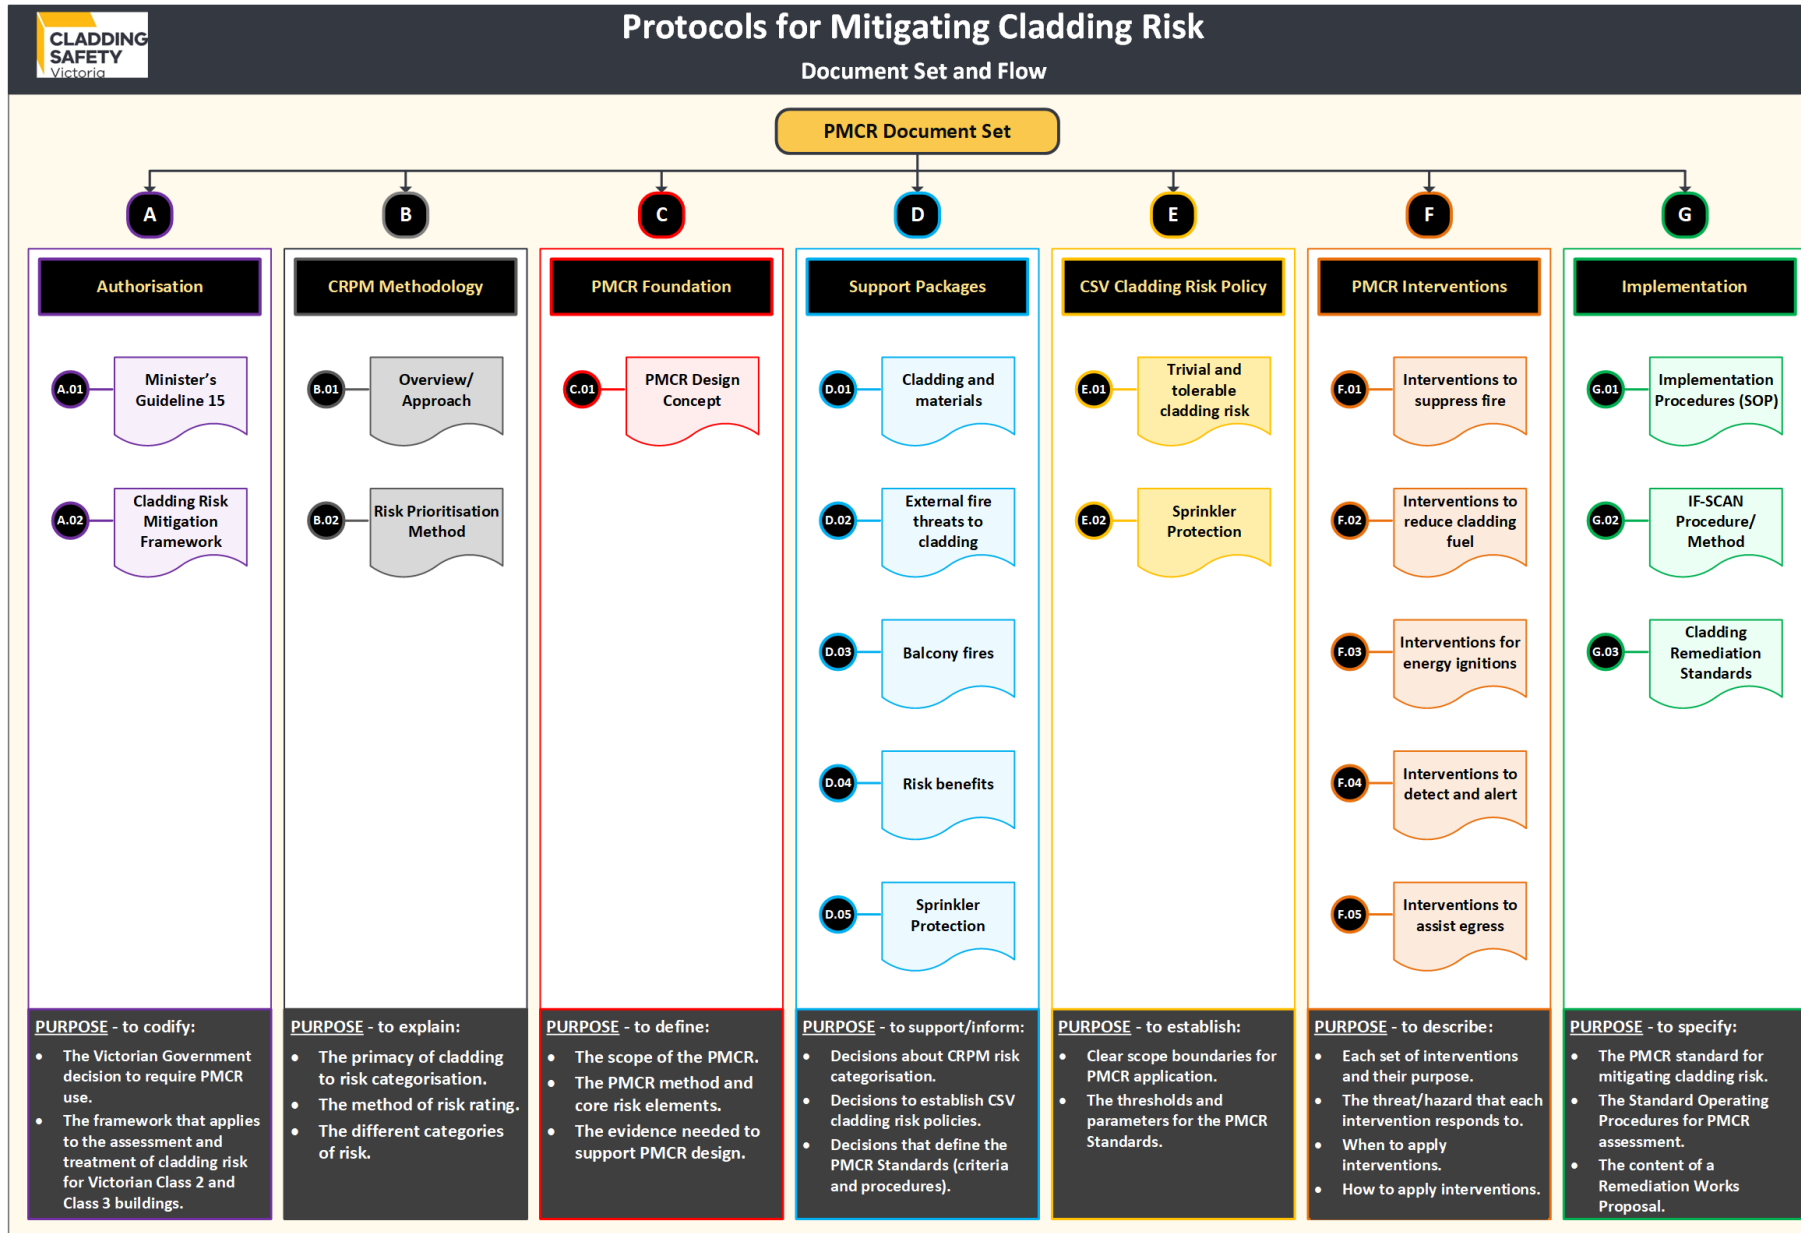 CLADDING
SAFETY
Victoria
Protocols for Mitigating Cladding Risk
Document Set and Flow
PMCR Document Set
A
B
C
D
E
F
G
Authorisation
CRPM Methodology
PMCR Foundation
Support Packages
CSV Cladding Risk Policy
PMCR Interventions
Implementation
A.01
Minister's
Guideline 15
A.02
Cladding Risk
Mitigation
Framework
B.01
Overview/
Approach
B.02
Risk Prioritisation
Method
C.01
PMCR Design
Concept
D.01
Cladding and
materials
D.02
External fire
threats to
cladding
D.03
Balcony fires
D.04
Risk benefits
D.05
Sprinkler
Protection
E.01
Trivial and
tolerable
cladding risk
E.02
Sprinkler
Protection
F.01
Interventions to
suppress fire
F.02
Interventions to
reduce cladding
fuel
F.03
Interventions for
energy ignitions
F.04
Interventions to
detect and alert
F.05
Interventions to
assist egress
G.01
Implementation
Procedures (SOP)
G.02
IF-SCAN
Procedure/
Method
G.03
Cladding
Remediation
Standards
PURPOSE - to codify:
• The Victorian Government
decision to require PMCR
use.
• The framework that applies
to the assessment and
treatment of cladding risk
for Victorian Class 2 and
Class 3 buildings.
PURPOSE - to explain:
• The primacy of cladding
to risk categorisation.
• The method of risk rating.
• The different categories
of risk.
PURPOSE - to define:
• The scope of the PMCR.
• The PMCR method and
core risk elements.
• The evidence needed to
support PMCR design.
PURPOSE - to support/inform:
• Decisions about CRPM risk
categorisation.
• Decisions to establish CSV
cladding risk policies.
• Decisions that define the
PMCR Standards (criteria
and procedures).
PURPOSE - to establish:
• Clear scope boundaries for
PMCR application.
• The thresholds and
parameters for the PMCR
Standards.
PURPOSE - to describe:
• Each set of interventions
and their purpose.
• The threat/hazard that each
intervention responds to.
• When to apply
interventions.
• How to apply interventions.
PURPOSE - to specify:
• The PMCR standard for
mitigating cladding risk.
• The Standard Operating
Procedures for PMCR
assessment.
• The content of a
Remediation Works
Proposal.